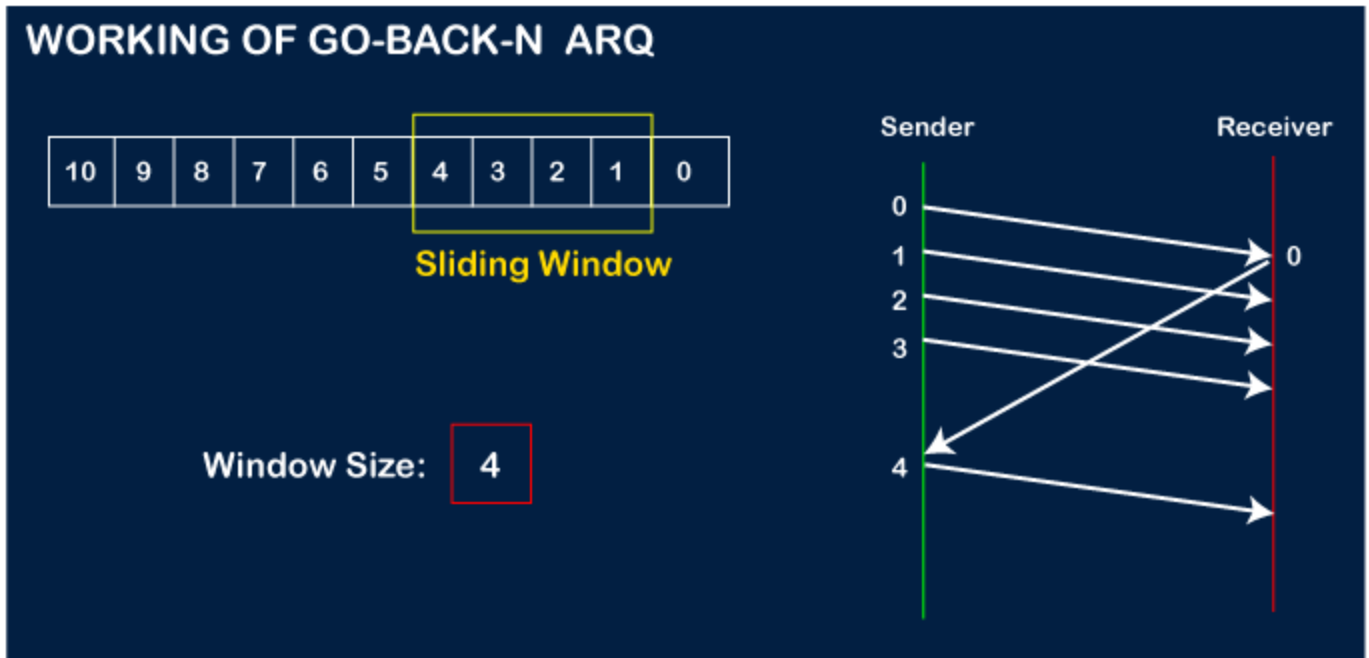 WORKING OF GO-BACK-N ARQ
10 9 8 7 6 5 4 3 2 1 0
Sliding Window
Window Size: 4
Sender Receiver
0
1 0
2
3
4